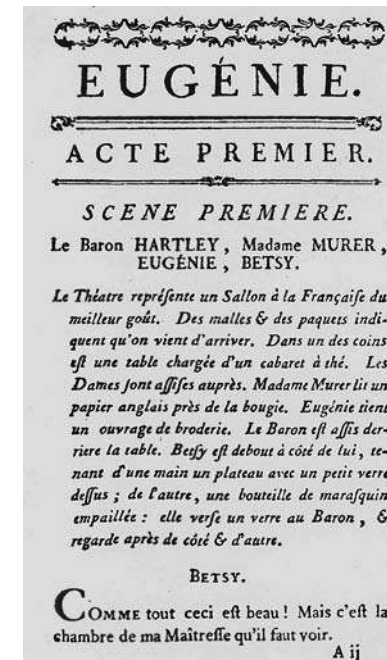 EUGÉNIE.
ACTE PREMIER.
SCENE PREMIERE.
Le Baron HARTLEY, Madame MURER,
EUGÉNIE, BETSY.
Le Théatre repréſente un Sallon à la Françaiſe du
meilleur goût. Des malles & des paquets indi-
quent qu'on vient d'arriver. Dans un des coins
eſt une table chargée d'un cabaret à thé. Les
Dames ſont aſſiſes auprès. Madame Murer lit un
papier anglais près de la bougie. Eugénie tient
un ouvrage de broderie. Le Baron eſt aſſis der-
riere la table. Betſy eſt debout à côté de lui, te-
nant d'une main un plateau avec un petit verre
deſſus ; de l'autre, une bouteille de maraſquin
empaillée : elle verſe un verre au Baron, &
regarde après de côté & d'autre.
BETSY.
COMME tout ceci eſt beau ! Mais c'eſt la
chambre de ma Maîtreſſe qu'il faut voir.
A ij